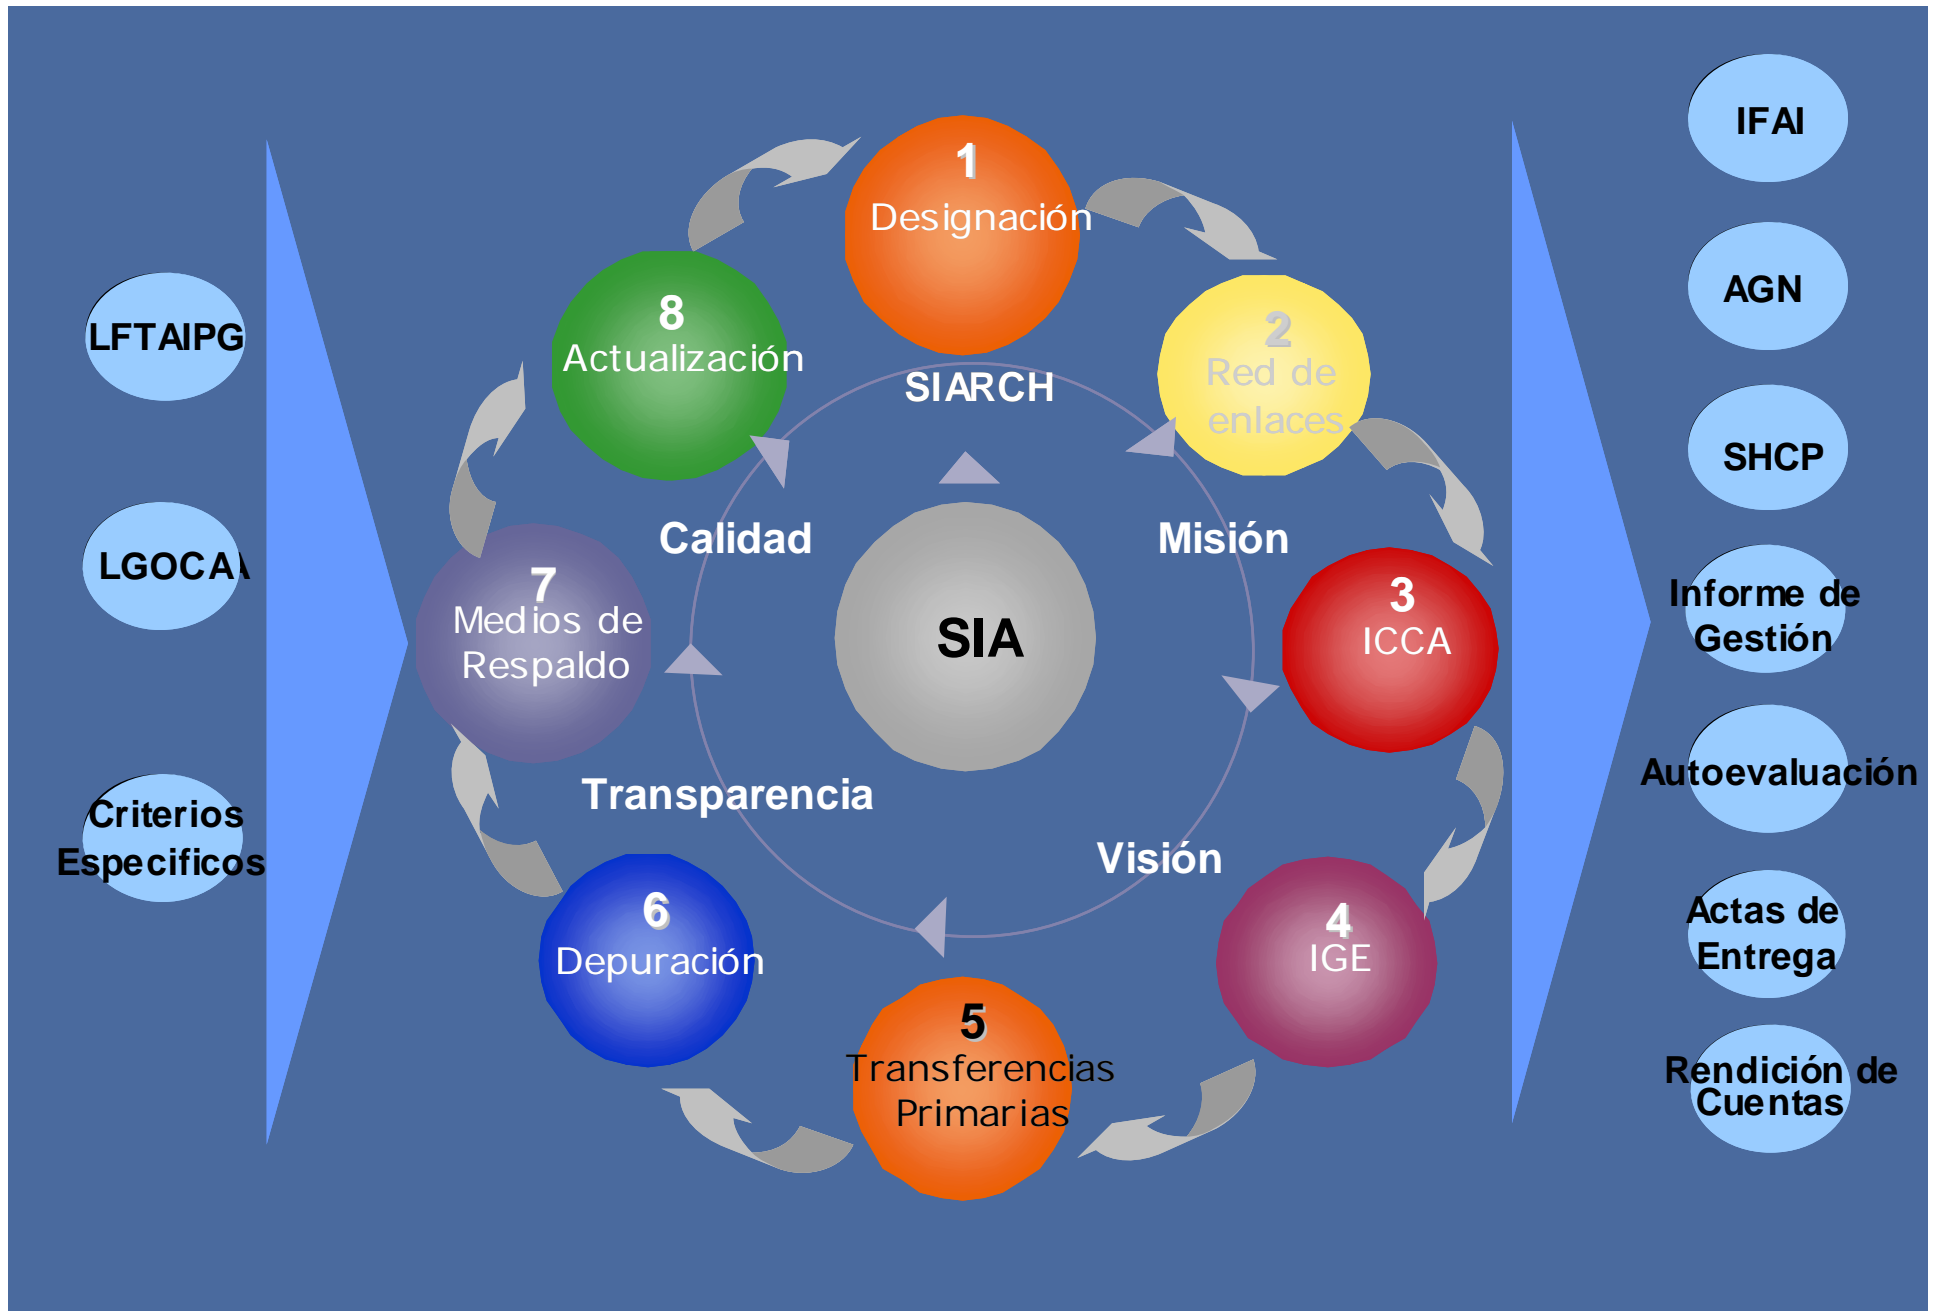 LFTAIPG
LGOCAA
Criterios
Especificos
1
Designación
2
Red de
enlaces
3
ICCA
4
IGE
5
Transferencias
Primarias
6
Depuración
7
Medios de
Respaldo
8
Actualización
SIARCH
Misión
Visión
Transparencia
Calidad
SIA
IFAI
AGN
SHCP
Informe de
Gestión
Autoevaluación
Actas de
Entrega
Rendición de
Cuentas